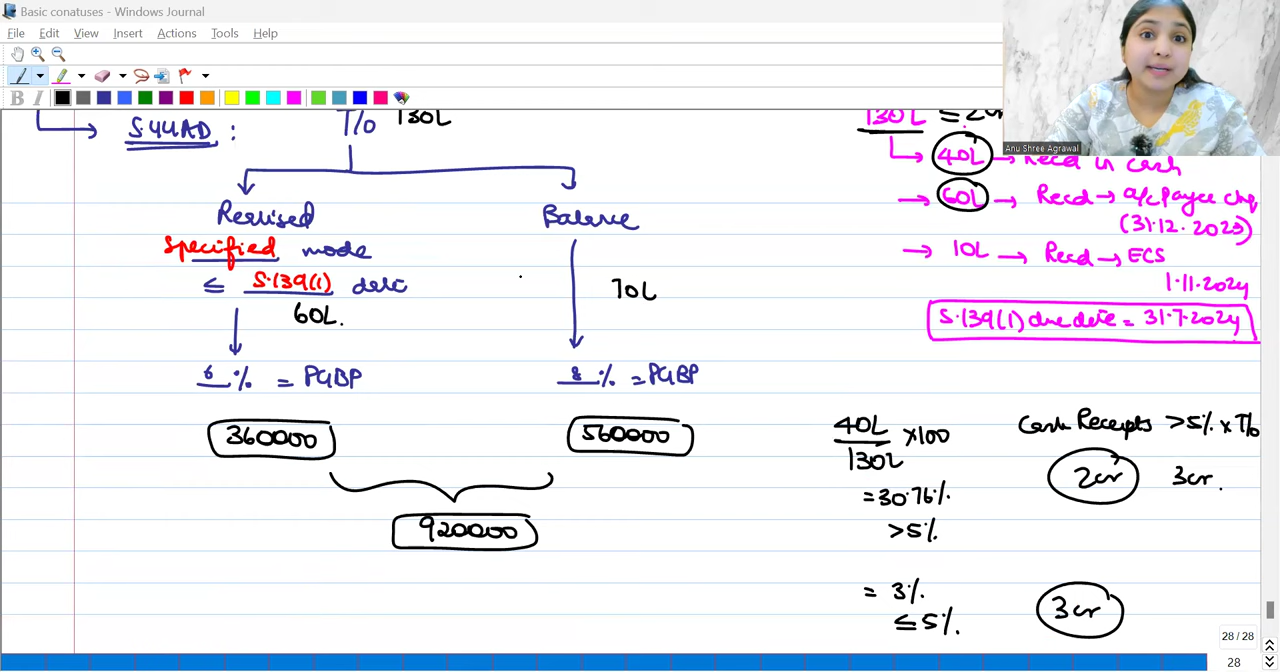 Basic conatuses - Windows Journal
File Edit View Insert Actions Tools Help
B I
Anu Shree Agrawal
S44AD : T/o 130L
Realised
Specified mode
≤ S.139(1) date
60L.
6 % = PGBP
360000
Balance
70L
8 % = PGBP
560000
920000
130L ≤ 2cr
40L → Recd in cash
→ 60L → Recd → a/c Payee chq
(31.12.2023)
→ 10L → Recd → ECS
1.11.2024
S.139(1) due date = 31.7.2024
40L
130L
×100
= 30.76%
>5%
Cash Receipts >5% × T/o
2cr 3cr.
= 3%
≤ 5%.
3cr
28 / 28
28